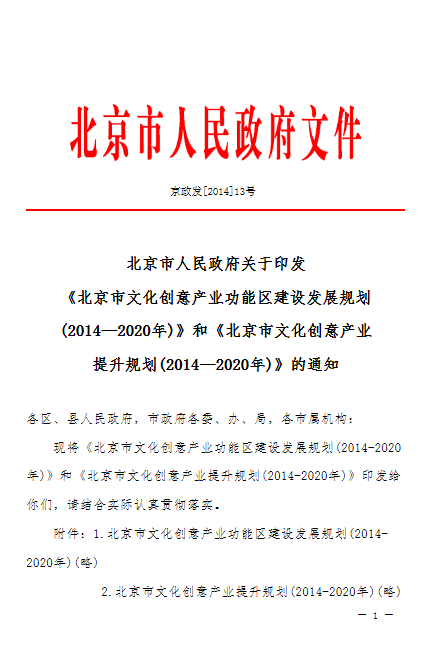 北京市人民政府文件
京政发[2014]13号
北京市人民政府关于印发
《北京市文化创意产业功能区建设发展规划
(2014—2020年)》和《北京市文化创意产业
提升规划(2014—2020年)》的通知
各区、县人民政府，市政府各委、办、局，各市属机构：
现将《北京市文化创意产业功能区建设发展规划(2014-2020
年)》和《北京市文化创意产业提升规划(2014-2020年)》印发给
你们，请结合实际认真贯彻落实。
附件：1.北京市文化创意产业功能区建设发展规划(2014-
2020年)(略)
2.北京市文化创意产业提升规划(2014-2020年)(略)
— 1 —